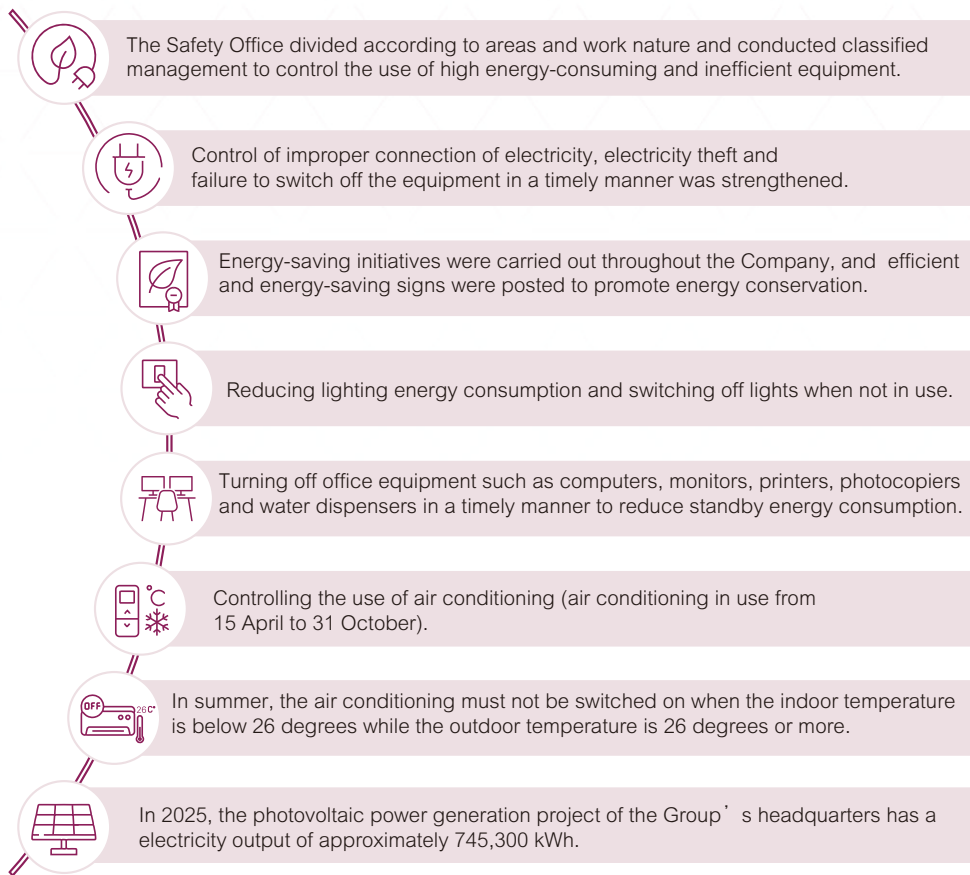 The Safety Office divided according to areas and work nature and conducted classified
management to control the use of high energy-consuming and inefficient equipment.
Control of improper connection of electricity, electricity theft and
failure to switch off the equipment in a timely manner was strengthened.
Energy-saving initiatives were carried out throughout the Company, and efficient
and energy-saving signs were posted to promote energy conservation.
Reducing lighting energy consumption and switching off lights when not in use.
Turning off office equipment such as computers, monitors, printers, photocopiers
and water dispensers in a timely manner to reduce standby energy consumption.
°C
Controlling the use of air conditioning (air conditioning in use from
15 April to 31 October).
OFF
26 C°
In summer, the air conditioning must not be switched on when the indoor temperature
is below 26 degrees while the outdoor temperature is 26 degrees or more.
In 2025, the photovoltaic power generation project of the Group's headquarters has a
electricity output of approximately 745,300 kWh.